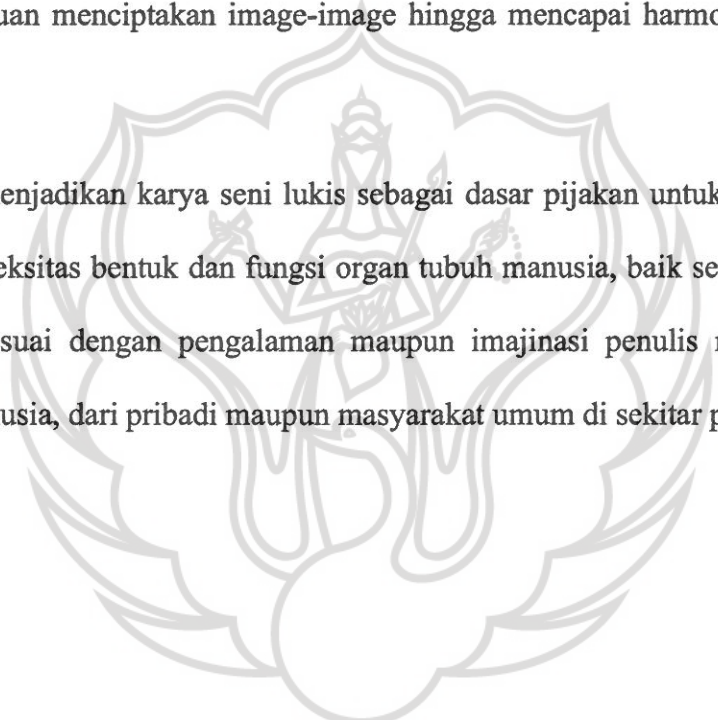 uan menciptakan image-image hingga mencapai harmo
enjadikan karya seni lukis sebagai dasar pijakan untuk
eksitas bentuk dan fungsi organ tubuh manusia, baik se
suai dengan pengalaman maupun imajinasi penulis
usia, dari pribadi maupun masyarakat umum di sekitar p